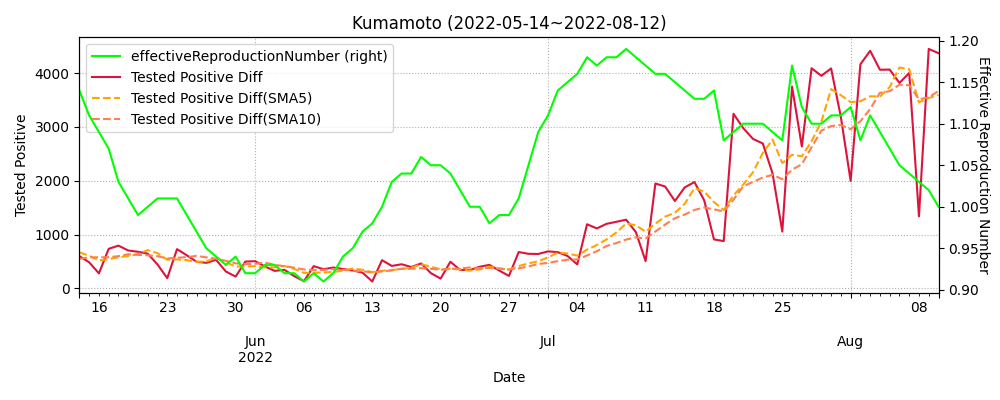 Kumamoto (2022-05-14~2022-08-12)
effectiveReproductionNumber (right)
Tested Positive Diff
Tested Positive Diff(SMA5)
Tested Positive Diff(SMA10)
Tested Positive
4000
3000
2000
1000
0
1.20
1.15
1.10
1.05
1.00
0.95
0.90
Effective Reproduction Number
16 23 30 06 13 20 27 04 11 18 25 08
Jun Jul Aug
2022
Date